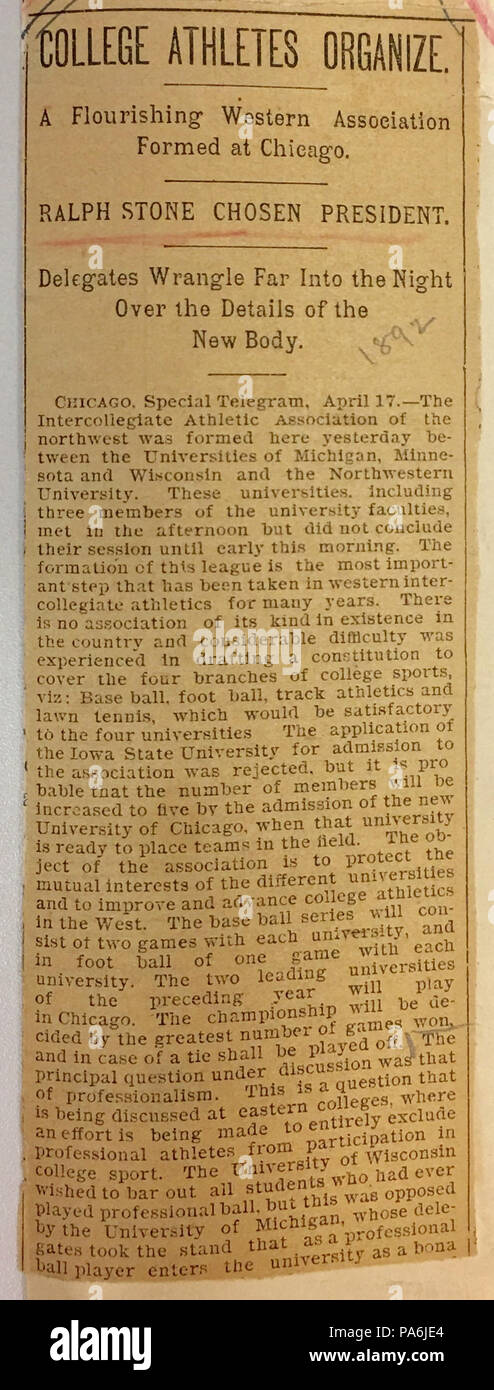 COLLEGE ATHLETES ORGANIZE.
A Flourishing Western Association
Formed at Chicago.
RALPH STONE CHOSEN PRESIDENT.
Delegates Wrangle Far Into the Night
Over the Details of the
New Body.
1892
CHICAGO, Special Telegram, April 17.—The
Intercollegiate Athletic Association of the
northwest was formed here yesterday be-
tween the Universities of Michigan, Minne-
sota and Wisconsin and the Northwestern
University. These universities, including
three members of the university faculties,
met in the afternoon but did not conclude
their session until early this morning. The
formation of this league is the most import-
ant step that has been taken in western inter-
collegiate athletics for many years. There
is no association of its kind in existence in
the country and considerable difficulty was
experienced in drafting a constitution to
cover the four branches of college sports,
viz: Base ball, foot ball, track athletics and
lawn tennis, which would be satisfactory
to the four universities The application of
the Iowa State University for admission to
the association was rejected, but it is pro
bable that the number of members will be
increased to five by the admission of the new
University of Chicago, when that university
is ready to place teams in the field. The ob-
ject of the association is to protect the
mutual interests of the different universities
and to improve and advance college athletics
in the West. The base ball series will con-
sist of two games with each university, and
in foot ball of one game with each
university. The two leading universities
of the preceding year will play
in Chicago. The championship will be de-
cided by the greatest number of games won,
and in case of a tie shall be played off. The
principal question under discussion was that
of professionalism. This is a question that
is being discussed at eastern colleges, where
an effort is being made to entirely exclude
professional athletes from participation in
college sport. The University of Wisconsin
wished to bar out all students who had ever
played professional ball, but this was opposed
by the University of Michigan, whose dele-
gates took the stand that as a professional
ball player enters the university as a bona
a
alamy
a
alamy
Image ID: PA6JE4
www.alamy.com